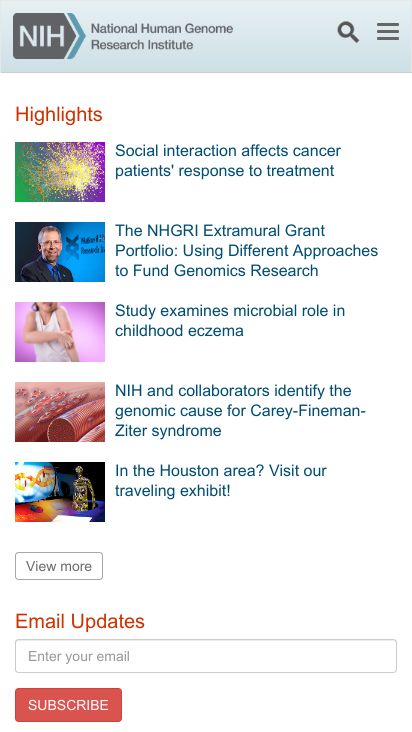 NIH
National Human Genome
Research Institute
Highlights
Social interaction affects cancer
patients' response to treatment
The NHGRI Extramural Grant
Portfolio: Using Different Approaches
to Fund Genomics Research
Study examines microbial role in
childhood eczema
NIH and collaborators identify the
genomic cause for Carey-Fineman-
Ziter syndrome
In the Houston area? Visit our
traveling exhibit!
View more
Email Updates
Enter your email
SUBSCRIBE